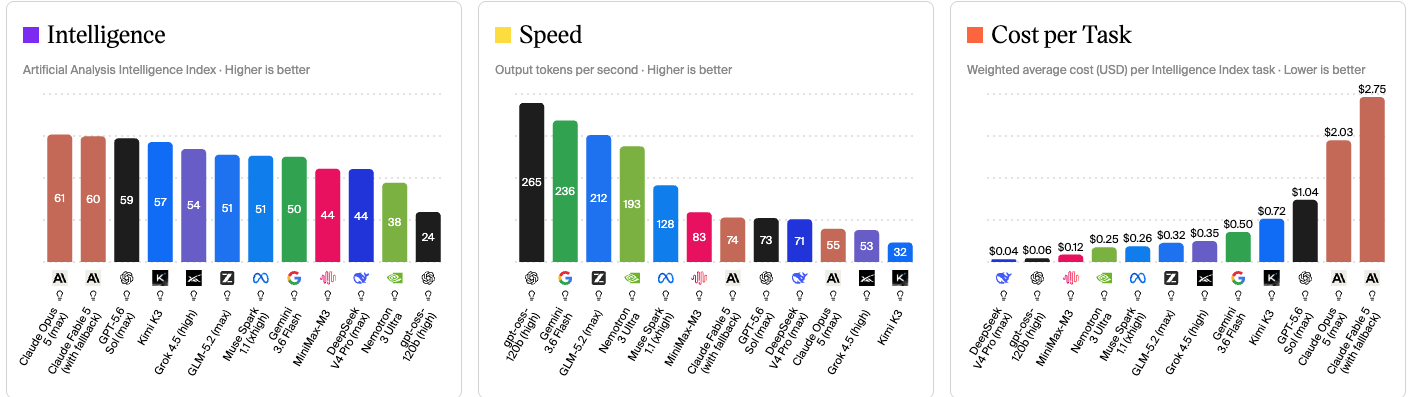 Intelligence
Artificial Analysis Intelligence Index · Higher is better
61
60
59
57
54
51
51
50
44
44
38
24
Claude Opus
5 (max)
Claude Fable 5
(with fallback)
GPT-5.6
Sol (max)
Kimi K3
Grok 4.5 (high)
GLM-5.2 (max)
Muse Spark
1.1 (xhigh)
Gemini
3.6 Flash
MiniMax-M3
DeepSeek
V4 Pro (max)
Nemotron
3 Ultra
gpt-oss-
120b (high)
Speed
Output tokens per second · Higher is better
265
236
212
193
128
83
74
73
71
55
53
32
gpt-oss-
120b (high)
Gemini
3.6 Flash
GLM-5.2 (max)
Nemotron
3 Ultra
Muse Spark
1.1 (xhigh)
MiniMax-M3
Claude Fable 5
(with fallback)
GPT-5.6
Sol (max)
DeepSeek
V4 Pro (max)
Claude Opus
5 (max)
Grok 4.5 (high)
Kimi K3
Cost per Task
Weighted average cost (USD) per Intelligence Index task · Lower is better
$0.04
$0.06
$0.12
$0.25
$0.26
$0.32
$0.35
$0.50
$0.72
$1.04
$2.03
$2.75
DeepSeek
V4 Pro (max)
gpt-oss-
120b (high)
MiniMax-M3
Nemotron
3 Ultra
Muse Spark
1.1 (xhigh)
GLM-5.2 (max)
Grok 4.5 (high)
Gemini
3.6 Flash
Kimi K3
GPT-5.6
Sol (max)
Claude Opus
5 (max)
Claude Fable 5
(with fallback)